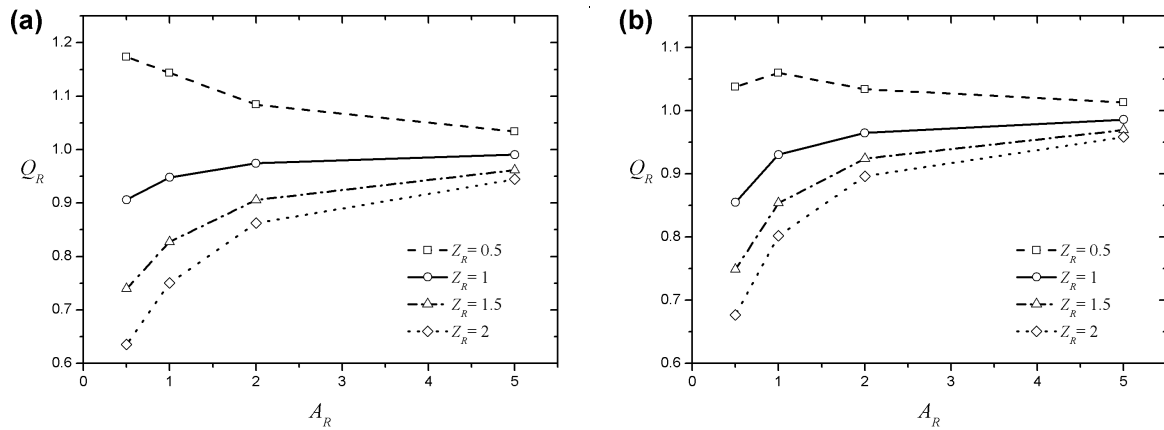 (a)
1.2
1.1
1.0
0.9
0.8
0.7
0.6
Q_R
0 1 2 3 4 5
A_R
Z_R= 0.5
Z_R= 1
Z_R= 1.5
Z_R= 2
(b)
1.1
1.0
0.9
0.8
0.7
0.6
Q_R
0 1 2 3 4 5
A_R
Z_R= 0.5
Z_R= 1
Z_R= 1.5
Z_R= 2